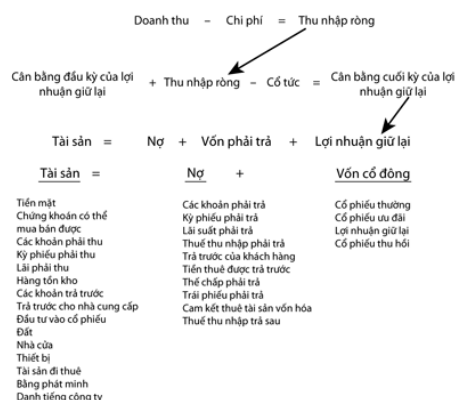 Doanh thu – Chi phí = Thu nhập ròng
Cân bằng đầu kỳ của lợi nhuận giữ lại + Thu nhập ròng – Cổ tức = Cân bằng cuối kỳ của lợi nhuận giữ lại
Tài sản = Nợ + Vốn phải trả + Lợi nhuận giữ lại
Tài sản = Nợ + Vốn cổ đông
Tiền mặt
Chứng khoán có thể
mua bán được
Các khoản phải thu
Kỳ phiếu phải thu
Lãi phải thu
Hàng tồn kho
Các khoản trả trước
Trả trước cho nhà cung cấp
Đầu tư vào cổ phiếu
Đất
Nhà cửa
Thiết bị
Tài sản đi thuê
Bằng phát minh
Danh tiếng công ty
Các khoản phải trả
Kỳ phiếu phải trả
Lãi suất phải trả
Thuế thu nhập phải trả
Trả trước của khách hàng
Tiền thuê được trả trước
Thế chấp phải trả
Trái phiếu phải trả
Cam kết thuê tài sản vốn hóa
Thuế thu nhập trả sau
Cổ phiếu thường
Cổ phiếu ưu đãi
Lợi nhuận giữ lại
Cổ phiếu thu hồi